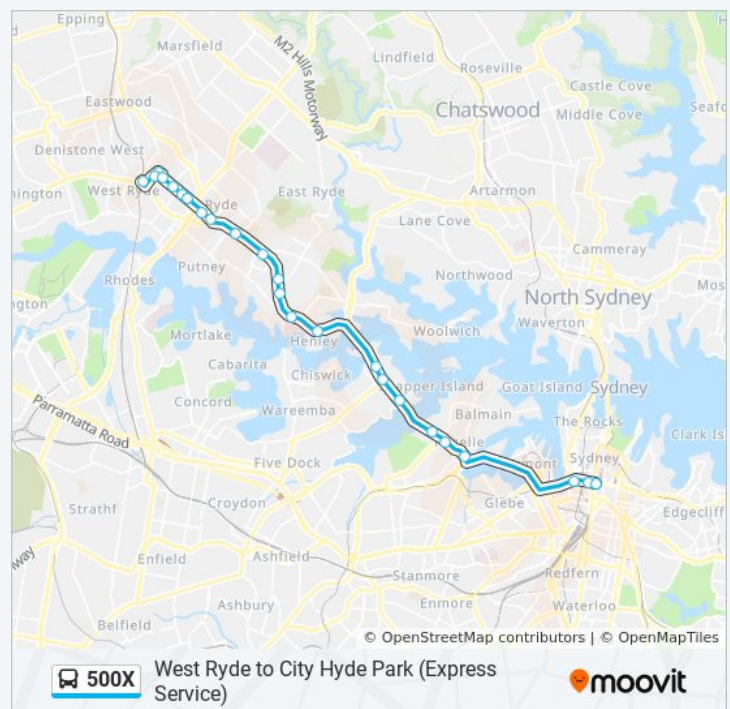 Epping
Marsfield
M2 Hills Motorway
Lindfield
Roseville
Castle Cove
Eastwood
Chatswood
Middle Cove
Denistone West
West Ryde
Ryde
East Ryde
Artarmon
Lane Cove
Cammeray
Putney
Rhodes
Northwood
North Sydney
Waverton
Mortlake
Henley
Woolwich
Cabarita
Chiswick
Goat Island
Sydney
Concord
Wareemba
Balmain
The Rocks
Parramatta Road
Five Dock
Sydney
Glebe
Croydon
Strathf
Edgecliff
Enfield
Ashfield
Stanmore
Redfern
Ashbury
Enmore
Waterloo
Belfield
© OpenStreetMap contributors | © OpenMapTiles
500X
West Ryde to City Hyde Park (Express
Service)
moovit